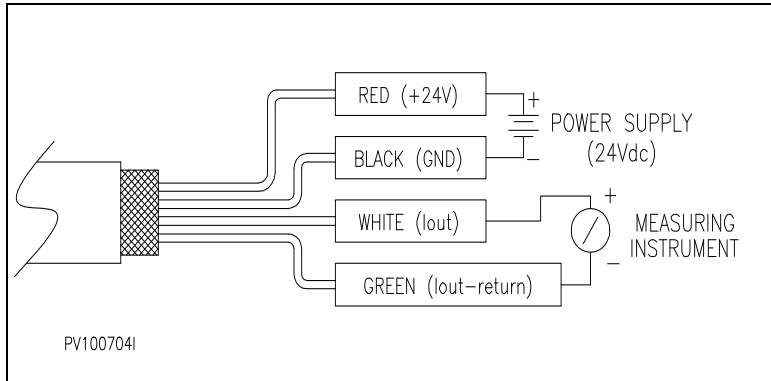 RED (+24V)
+
POWER SUPPLY
(24Vdc)
BLACK (GND)
−
WHITE (Iout)
+
MEASURING
INSTRUMENT
GREEN (Iout-return)
−
PV100704I